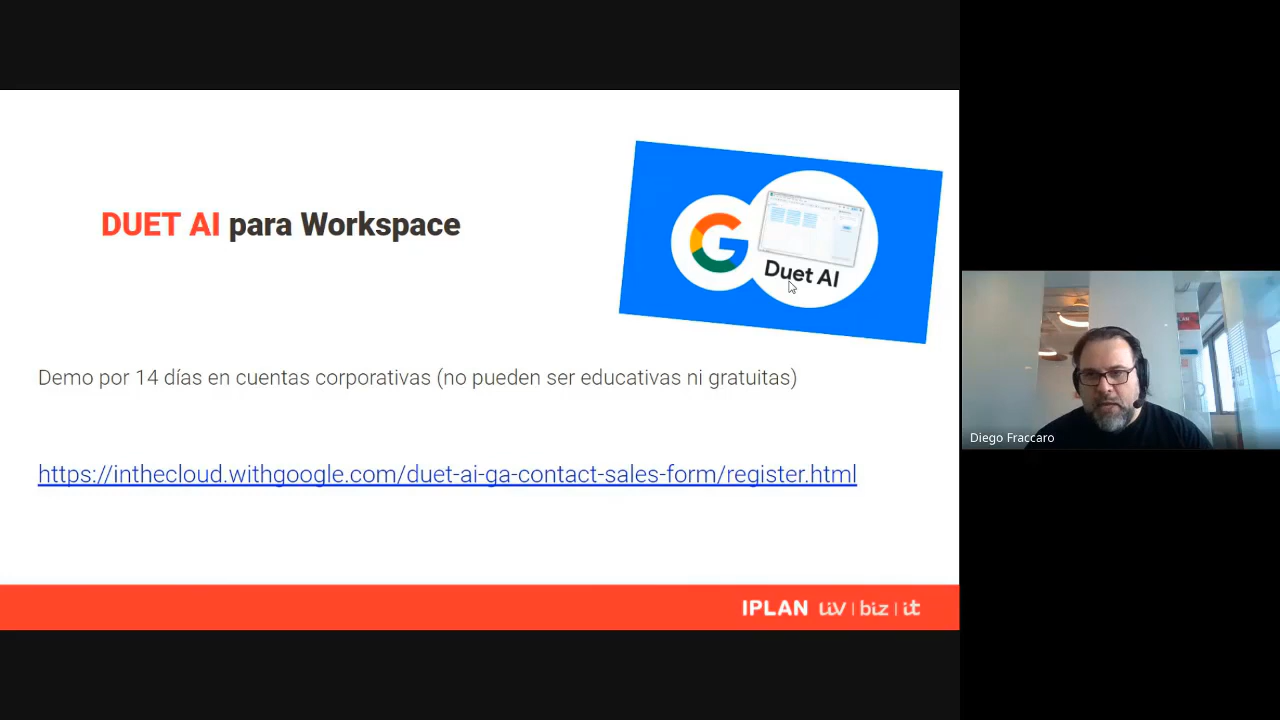 DUET AI para Workspace
Duet AI
Demo por 14 días en cuentas corporativas (no pueden ser educativas ni gratuitas)
https://inthecloud.withgoogle.com/duet-ai-ga-contact-sales-form/register.html
IPLAN liv | biz | it
Diego Fraccaro